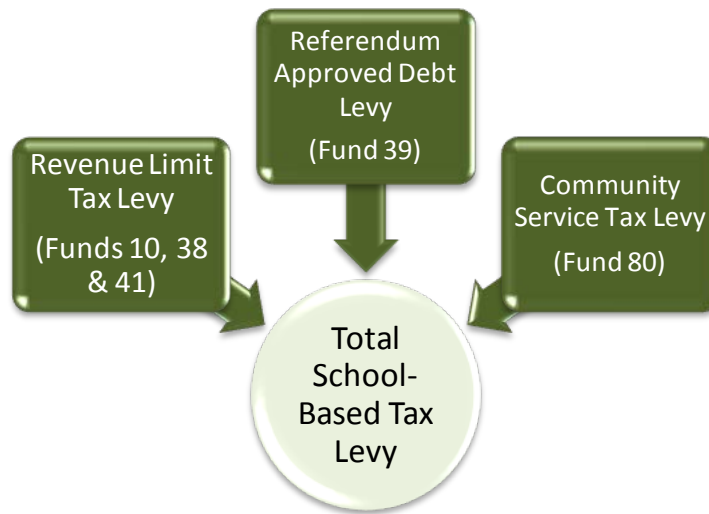 Revenue Limit
Tax Levy
(Funds 10, 38
& 41)
Referendum
Approved Debt
Levy
(Fund 39)
Community
Service Tax Levy
(Fund 80)
Total
School-
Based Tax
Levy